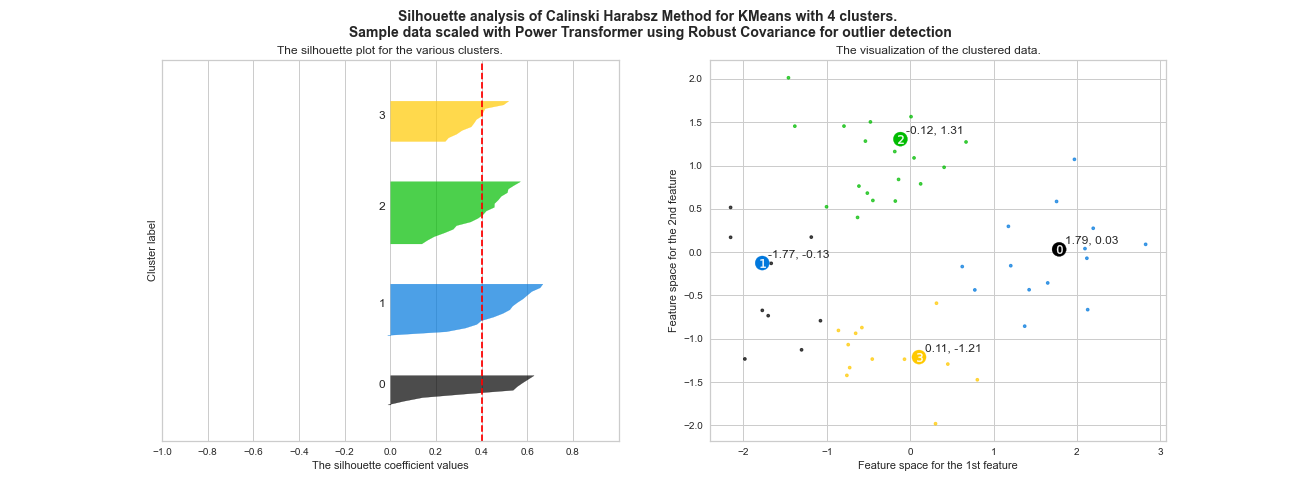 Silhouette analysis of Calinski Harabsz Method for KMeans with 4 clusters.
Sample data scaled with Power Transformer using Robust Covariance for outlier detection
The silhouette plot for the various clusters.
3
2
1
0
Cluster label
−1.0 −0.8 −0.6 −0.4 −0.2 0.0 0.2 0.4 0.6 0.8
The silhouette coefficient values
The visualization of the clustered data.
2.0
1.5
1.0
0.5
0.0
−0.5
−1.0
−1.5
−2.0
Feature space for the 2nd feature
2 -0.12, 1.31
0 1.79, 0.03
1 -1.77, -0.13
3 0.11, -1.21
−2 −1 0 1 2 3
Feature space for the 1st feature